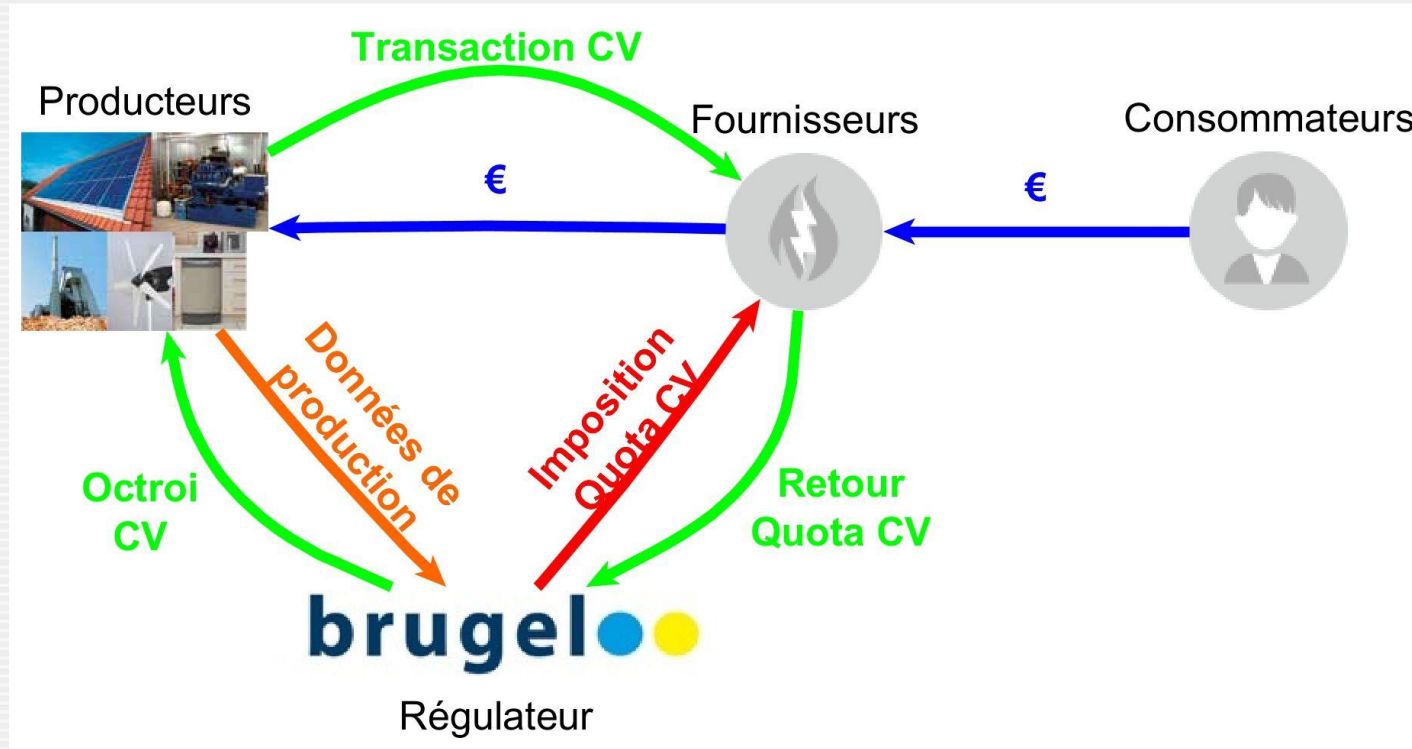 Transaction CV
Producteurs
Fournisseurs
Consommateurs
€
€
Données de
production
Imposition
Quota CV
Octroi
CV
Retour
Quota CV
brugel
Régulateur